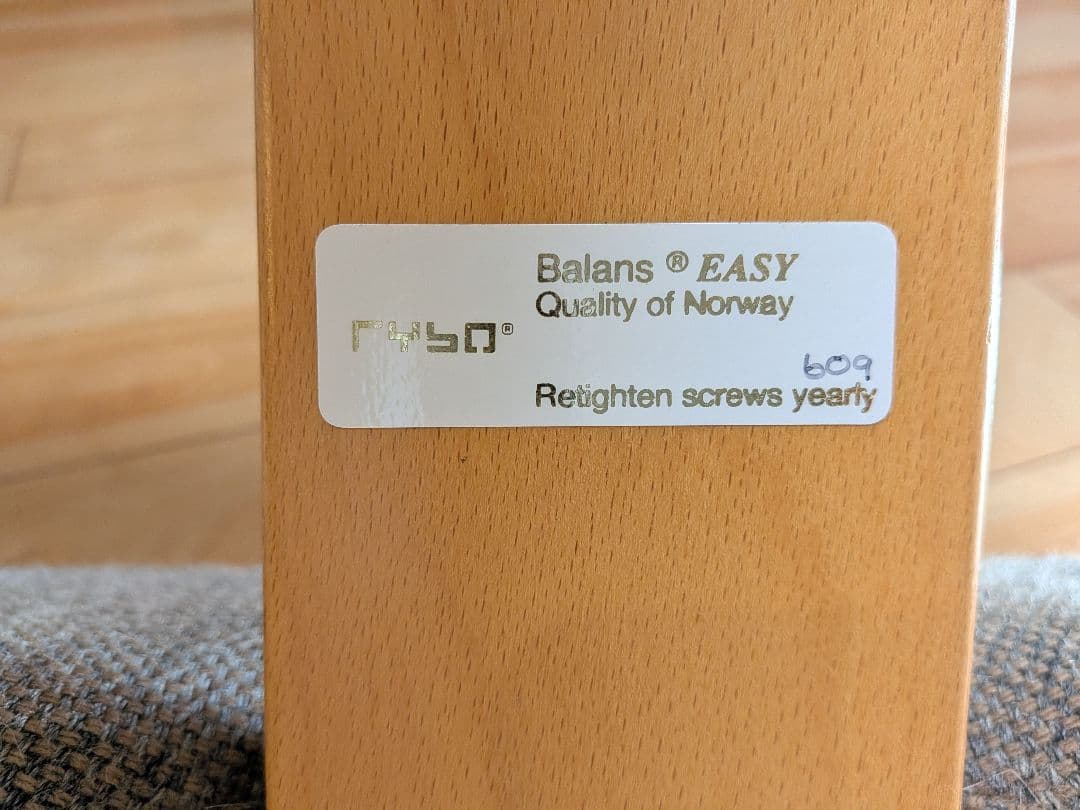 Balans ® EASY
Quality of Norway
rybo®
609
Retighten screws yearly